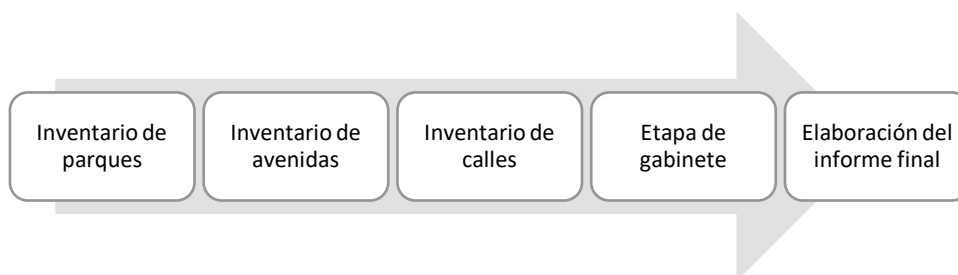 Inventario de
parques
Inventario de
avenidas
Inventario de
calles
Etapa de
gabinete
Elaboración del
informe final